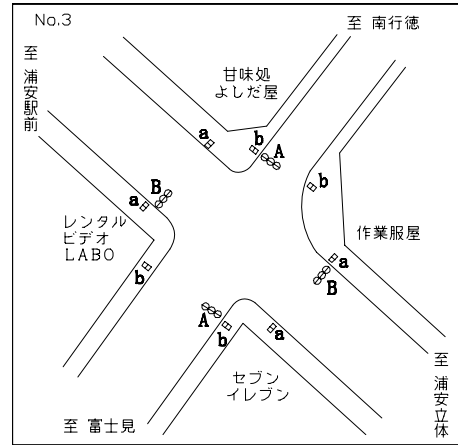 No.3
至 浦安駅前
至 南行徳
甘味処
よしだ屋
a
b
A
B
a
b
レンタル
ビデオ
LABO
b
作業服屋
a
B
A
b
a
セブン
イレブン
至 富士見
至 浦安立体